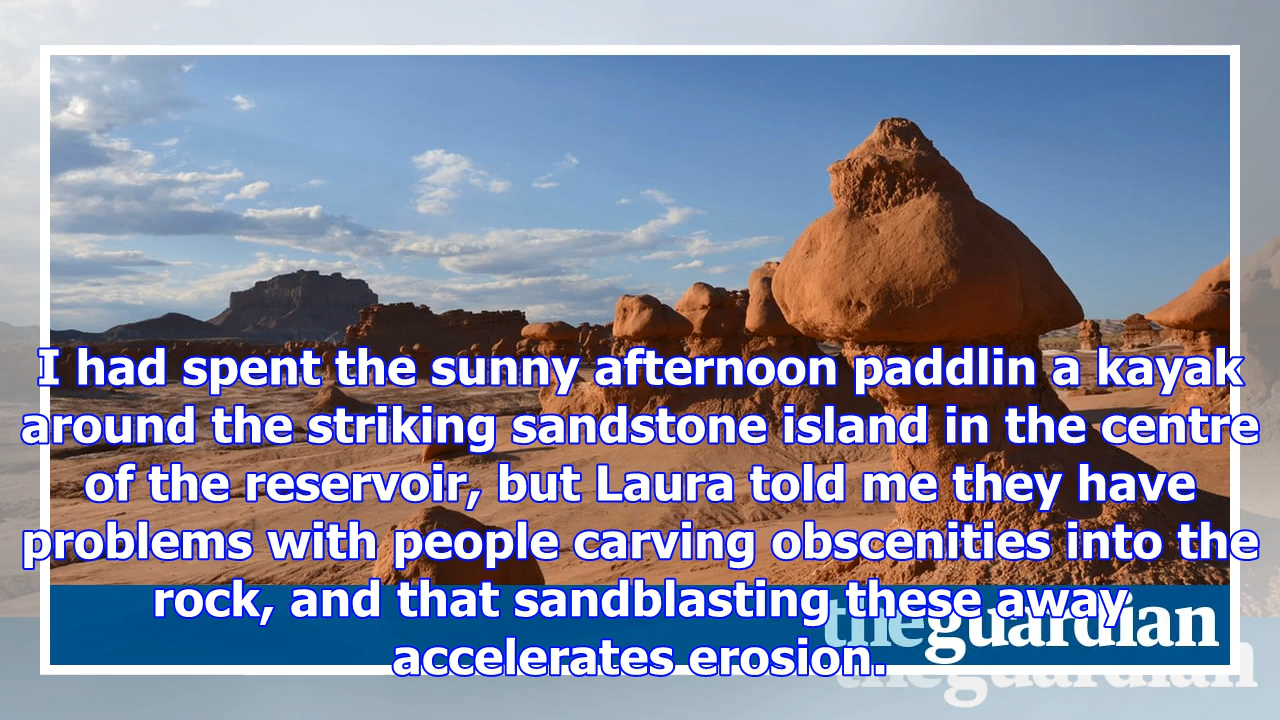 I had spent the sunny afternoon paddlin a kayak
around the striking sandstone island in the centre
of the reservoir, but Laura told me they have
problems with people carving obscenities into the
rock, and that sandblasting these away
accelerates erosion.
theguardian
theguardian